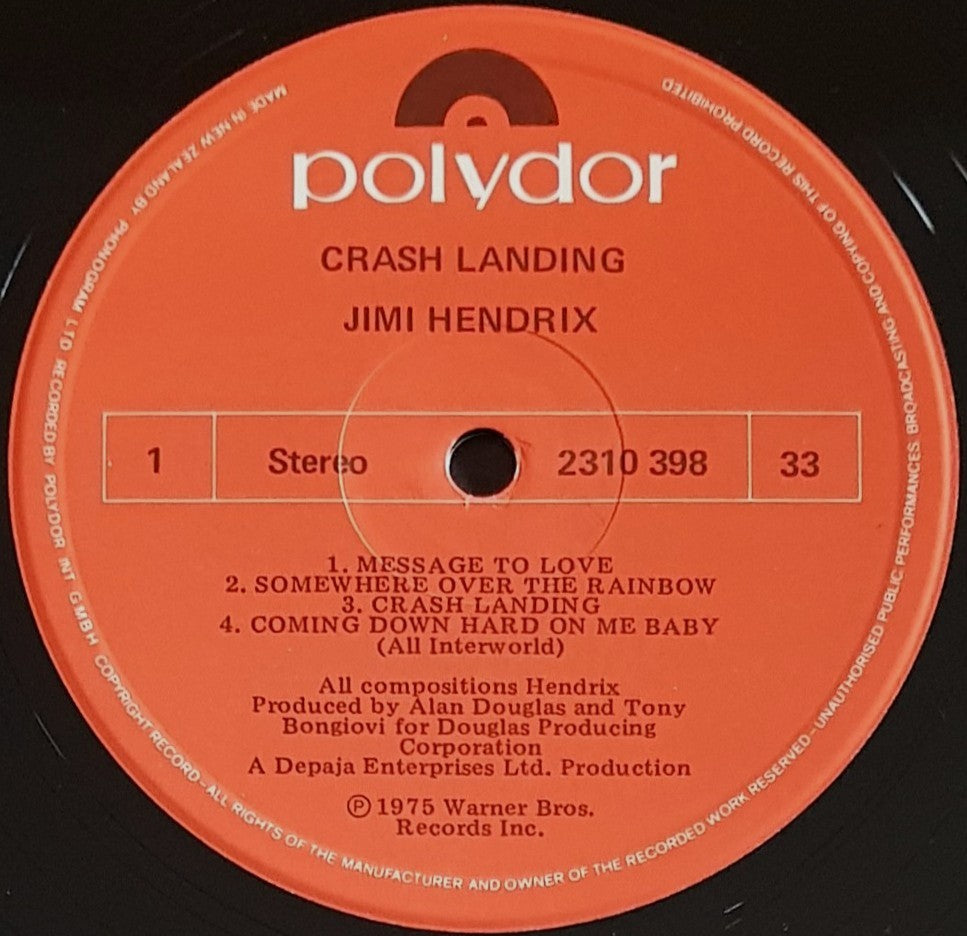 polydor
CRASH LANDING
JIMI HENDRIX
1 Stereo 2310 398 33
1. MESSAGE TO LOVE
2. SOMEWHERE OVER THE RAINBOW
3. CRASH LANDING
4. COMING DOWN HARD ON ME BABY
(All Interworld)
All compositions Hendrix
Produced by Alan Douglas and Tony
Bongiovi for Douglas Producing
Corporation
A Depaja Enterprises Ltd. Production
Ⓟ 1975 Warner Bros.
Records Inc.
MADE IN NEW ZEALAND BY PHONOGRAM LTD RECORDED BY POLYDOR INT GMBH COPYRIGHT RECORD-ALL RIGHTS OF THE MANUFACTURER AND OWNER OF THE RECORDED WORK RESERVED-UNAUTHORISED PUBLIC PERFORMANCES BROADCASTING AND COPYING OF THIS RECORD PROHIBITED